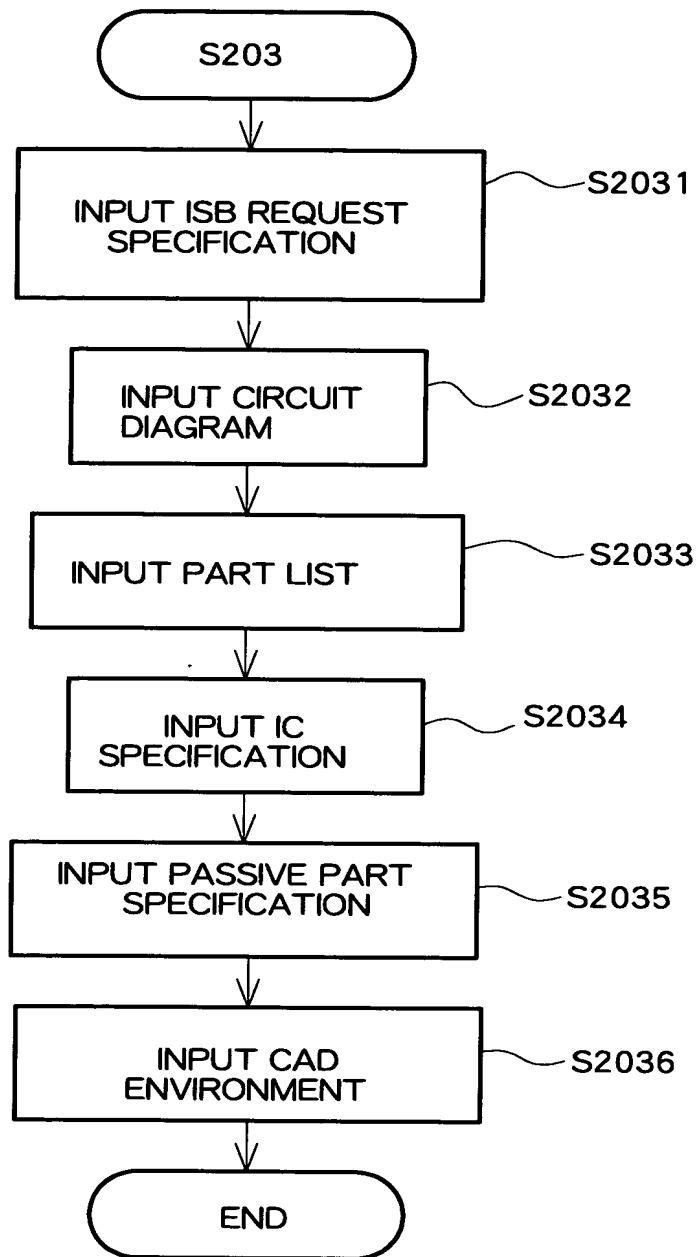 S203
INPUT ISB REQUEST
SPECIFICATION
S2031
INPUT CIRCUIT
DIAGRAM
S2032
INPUT PART LIST
S2033
INPUT IC
SPECIFICATION
S2034
INPUT PASSIVE PART
SPECIFICATION
S2035
INPUT CAD
ENVIRONMENT
S2036
END